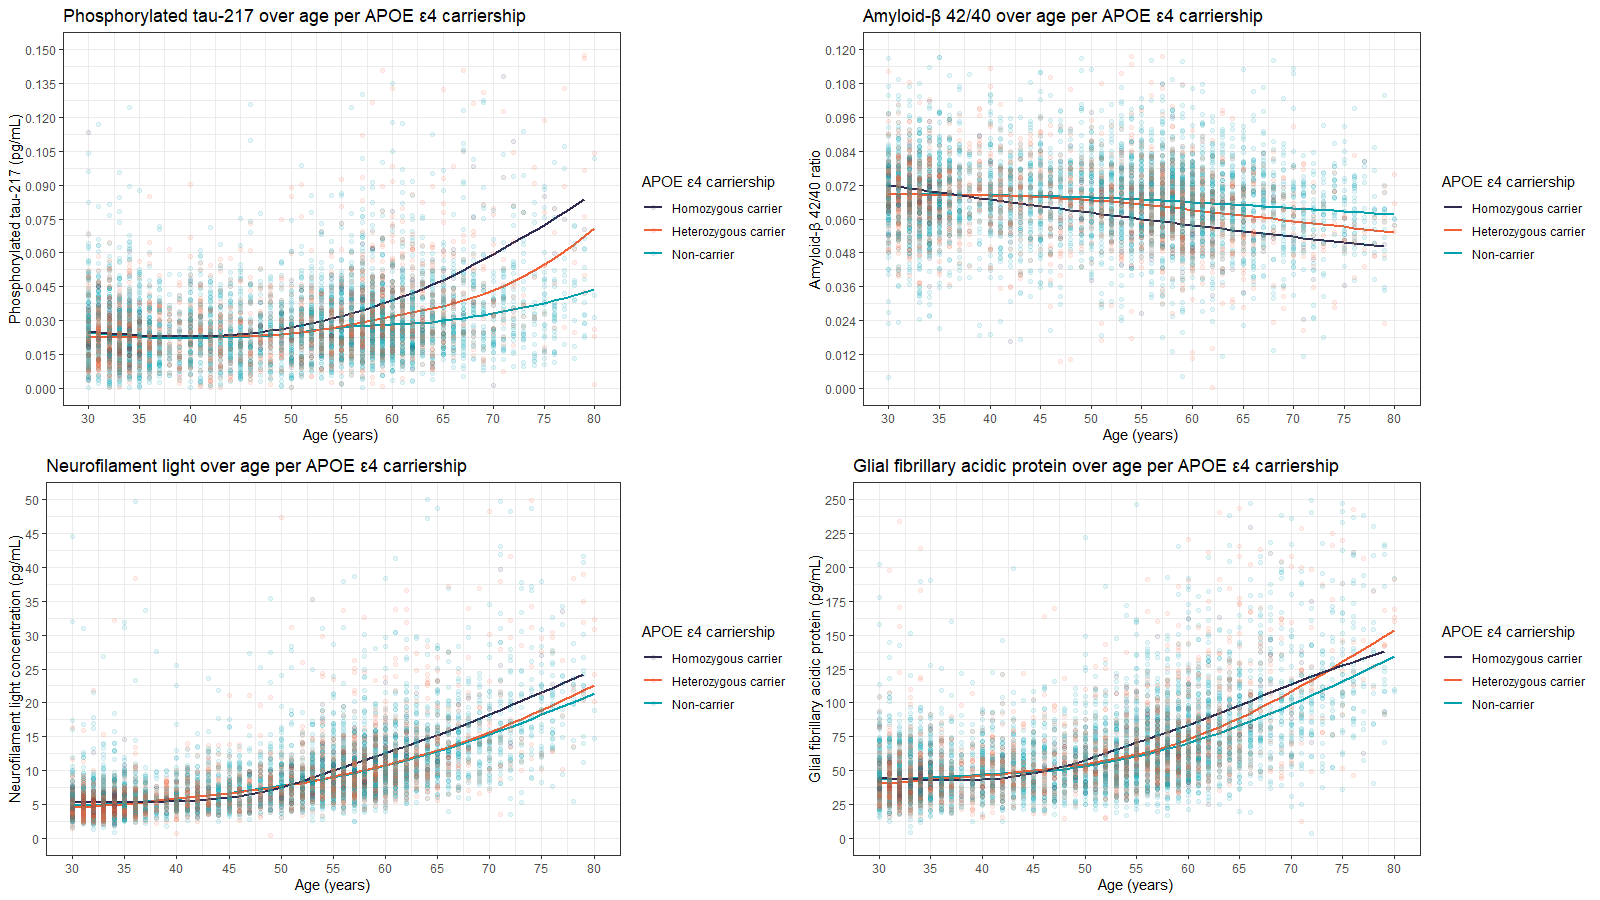 Phosphorylated tau-217 over age per APOE ε4 carriership
Phosphorylated tau-217 (pg/mL)
0.150
0.135
0.120
0.105
0.090
0.075
0.060
0.045
0.030
0.015
0.000
30 35 40 45 50 55 60 65 70 75 80
Age (years)
APOE ε4 carriership
Homozygous carrier
Heterozygous carrier
Non-carrier
Amyloid-β 42/40 over age per APOE ε4 carriership
Amyloid-β 42/40 ratio
0.120
0.108
0.096
0.084
0.072
0.060
0.048
0.036
0.024
0.012
0.000
30 35 40 45 50 55 60 65 70 75 80
Age (years)
APOE ε4 carriership
Homozygous carrier
Heterozygous carrier
Non-carrier
Neurofilament light over age per APOE ε4 carriership
Neurofilament light concentration (pg/mL)
50
45
40
35
30
25
20
15
10
5
0
30 35 40 45 50 55 60 65 70 75 80
Age (years)
APOE ε4 carriership
Homozygous carrier
Heterozygous carrier
Non-carrier
Glial fibrillary acidic protein over age per APOE ε4 carriership
Glial fibrillary acidic protein (pg/mL)
250
225
200
175
150
125
100
75
50
25
0
30 35 40 45 50 55 60 65 70 75 80
Age (years)
APOE ε4 carriership
Homozygous carrier
Heterozygous carrier
Non-carrier